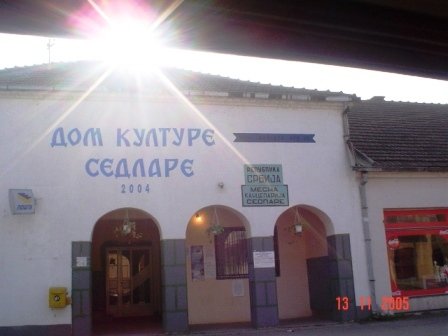 ДОМ КУЛТУРЕ
СЕДЛАРЕ
2004
РЕПУБЛИКА
СРБИЈА
МЕСНА
КАНЦЕЛАРИЈА
СЕДЛАРЕ
13 11 2005